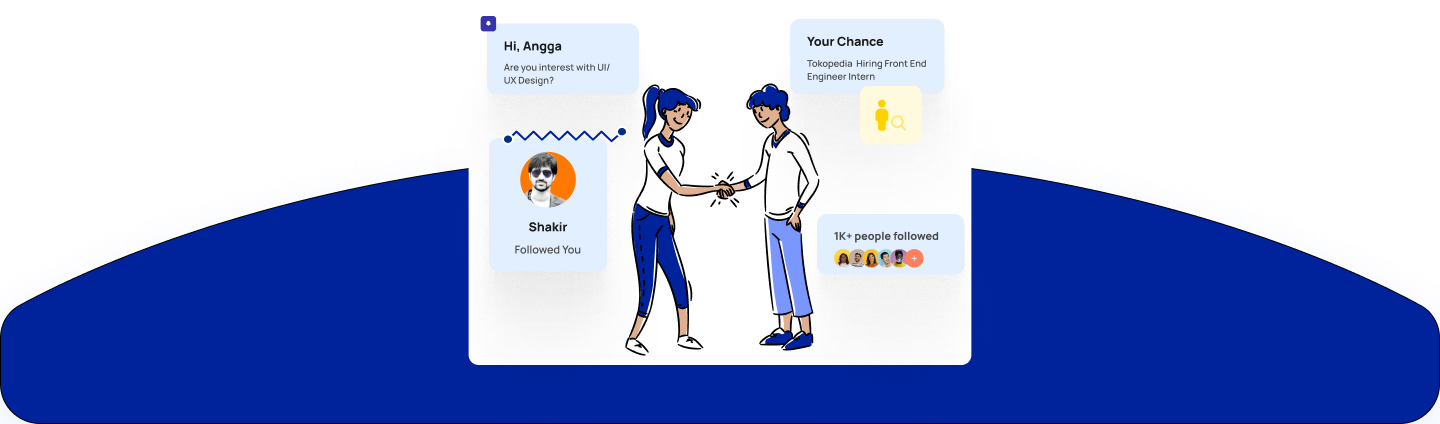 Hi, Angga
Are you interest with UI/
UX Design?
Your Chance
Tokopedia Hiring Front End
Engineer Intern
Shakir
Followed You
1K+ people followed
+